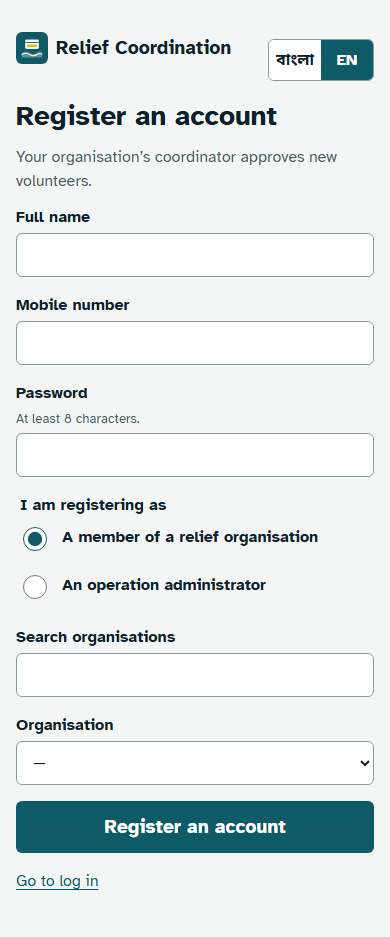 Relief Coordination
বাংলা
EN
Register an account
Your organisation's coordinator approves new
volunteers.
Full name
Mobile number
Password
At least 8 characters.
I am registering as
A member of a relief organisation
An operation administrator
Search organisations
Organisation
—
Register an account
Go to log in